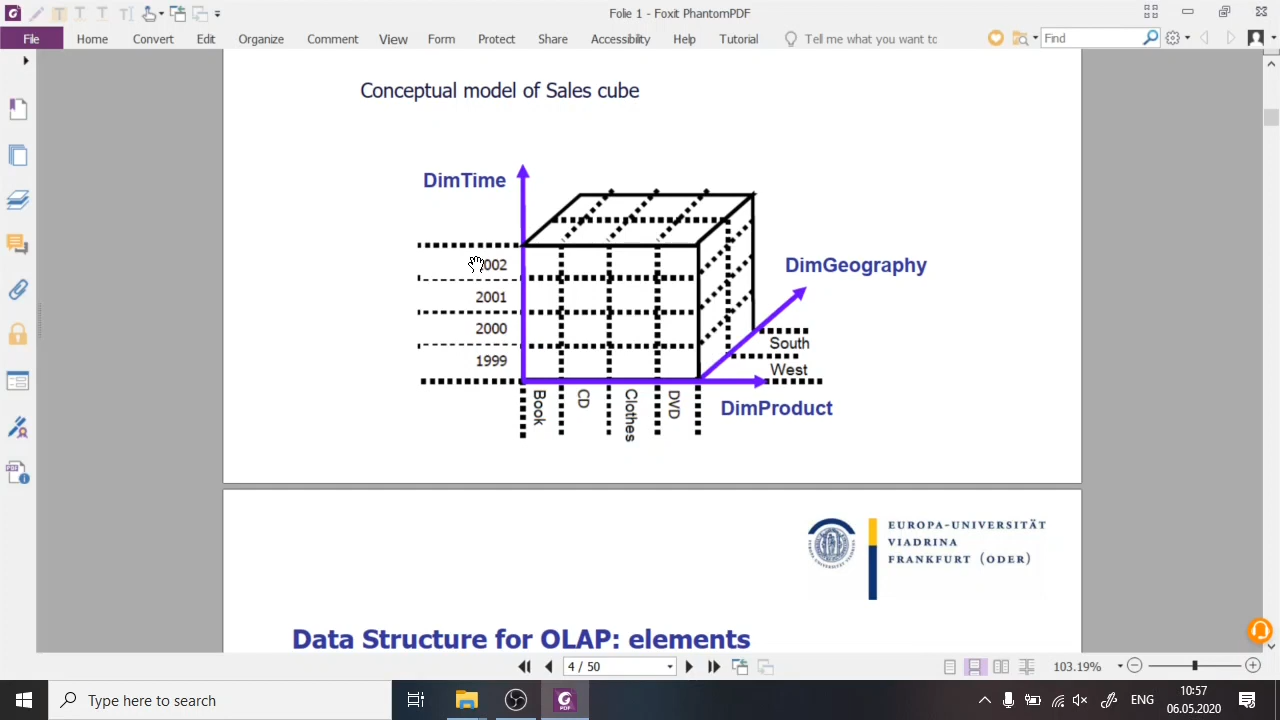 Folie 1 - Foxit PhantomPDF
File Home Convert Edit Organize Comment View Form Protect Share Accessibility Help Tutorial Tell me what you want to Find
Conceptual model of Sales cube
DimTime
2002
2001
2000
1999
DimGeography
South
West
DimProduct
Book
CD
Clothes
DVD
EUROPA-UNIVERSITÄT
VIADRINA
FRANKFURT (ODER)
Data Structure for OLAP: elements
4 / 50
103.19%
Type here to search
ENG
10:57
06.05.2020